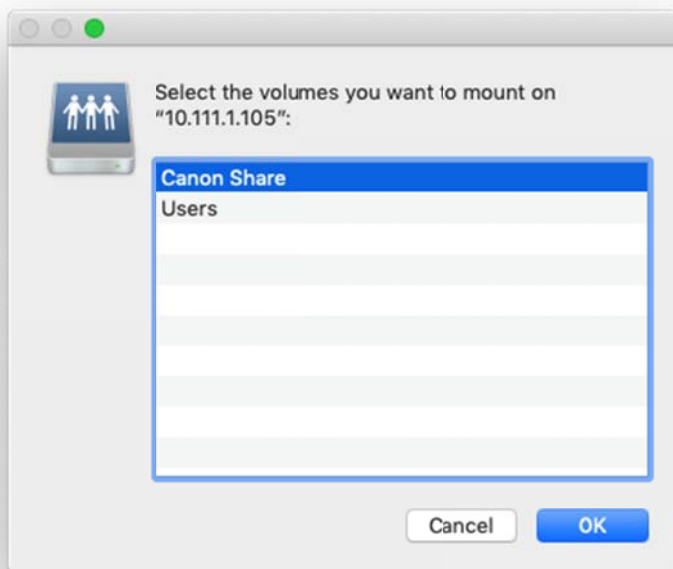 Select the volumes you want to mount on
“10.111.1.105”:
Canon Share
Users
Cancel
OK